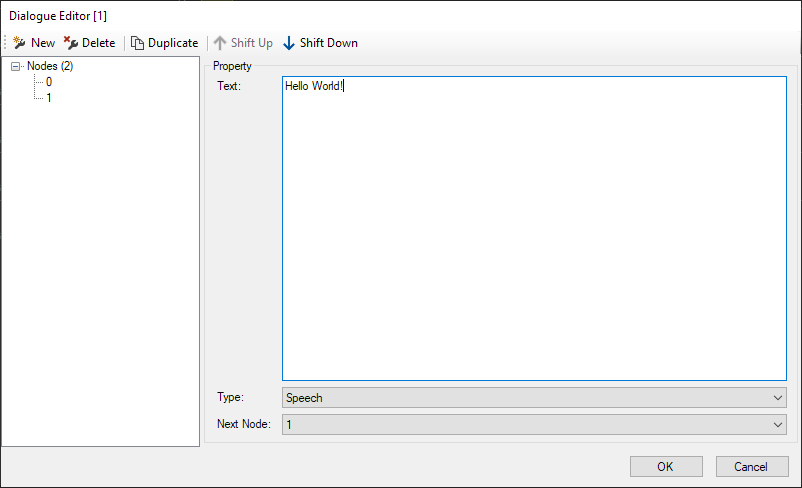 Dialogue Editor [1]
New Delete Duplicate Shift Up Shift Down
Nodes (2)
0
1
Property
Text:
Hello World!
Type:
Speech
Next Node:
1
OK Cancel